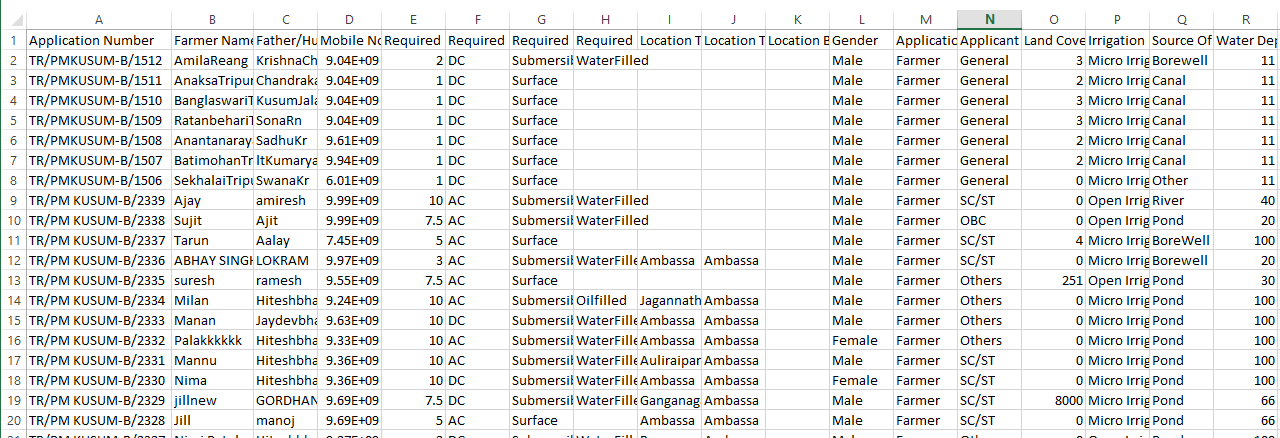 A B C D E F G H I J K L M N O P Q R
1 Application Number Farmer Name Father/Hu Mobile No Required Required Required Required Location T Location T Location B Gender Applicatic Applicant Land Cove Irrigation Source Of Water Dep
2 TR/PMKUSUM-B/1512 AmilaReang KrishnaCh 9.04E+09 2 DC Submersil WaterFilled Male Farmer General 3 Micro Irrig Borewell 11
3 TR/PMKUSUM-B/1511 AnaksaTripu Chandraka 9.04E+09 1 DC Surface Male Farmer General 2 Micro Irrig Canal 11
4 TR/PMKUSUM-B/1510 BanglaswariT KusumJala 9.04E+09 1 DC Surface Male Farmer General 3 Micro Irrig Canal 11
5 TR/PMKUSUM-B/1509 RatanbehariT SonaRn 9.04E+09 1 DC Surface Male Farmer General 3 Micro Irrig Canal 11
6 TR/PMKUSUM-B/1508 Anantanaray SadhuKr 9.61E+09 1 DC Surface Male Farmer General 2 Micro Irrig Canal 11
7 TR/PMKUSUM-B/1507 BatimohanTr ltKumarya 9.94E+09 1 DC Surface Male Farmer General 2 Micro Irrig Canal 11
8 TR/PMKUSUM-B/1506 SekhalaiTripu SwanaKr 6.01E+09 1 DC Surface Male Farmer General 0 Micro Irrig Other 11
9 TR/PM KUSUM-B/2339 Ajay amiresh 9.99E+09 10 AC Submersil WaterFilled Male Farmer SC/ST 0 Open Irrig River 40
10 TR/PM KUSUM-B/2338 Sujit Ajit 9.99E+09 7.5 AC Submersil WaterFilled Male Farmer OBC 0 Open Irrig Pond 20
11 TR/PM KUSUM-B/2337 Tarun Aalay 7.45E+09 5 AC Surface Male Farmer SC/ST 4 Micro Irrig BoreWell 100
12 TR/PM KUSUM-B/2336 ABHAY SINGH LOKRAM 9.97E+09 3 AC Submersil WaterFille Ambassa Ambassa Male Farmer SC/ST 0 Micro Irrig Borewell 20
13 TR/PM KUSUM-B/2335 suresh ramesh 9.55E+09 7.5 AC Surface Male Farmer Others 251 Open Irrig Pond 30
14 TR/PM KUSUM-B/2334 Milan Hiteshbha 9.24E+09 10 AC Submersil Oilfilled Jagannath Ambassa Male Farmer Others 0 Micro Irrig Pond 100
15 TR/PM KUSUM-B/2333 Manan Jaydevbha 9.63E+09 10 DC Submersil WaterFille Ambassa Ambassa Male Farmer Others 0 Micro Irrig Pond 100
16 TR/PM KUSUM-B/2332 Palakkkkkk Hiteshbha 9.33E+09 10 AC Submersil WaterFille Ambassa Ambassa Female Farmer Others 0 Micro Irrig Pond 100
17 TR/PM KUSUM-B/2331 Mannu Hiteshbha 9.36E+09 10 AC Submersil WaterFille Auliraipar Ambassa Male Farmer SC/ST 0 Micro Irrig Pond 100
18 TR/PM KUSUM-B/2330 Nima Hiteshbha 9.36E+09 10 DC Submersil WaterFille Ambassa Ambassa Female Farmer SC/ST 0 Micro Irrig Pond 100
19 TR/PM KUSUM-B/2329 jillnew GORDHAN 9.69E+09 7.5 DC Submersil WaterFille Ganganag Ambassa Male Farmer SC/ST 8000 Micro Irrig Pond 66
20 TR/PM KUSUM-B/2328 Jill manoj 9.69E+09 5 AC Surface Ambassa Ambassa Male Farmer SC/ST 0 Micro Irrig Pond 66